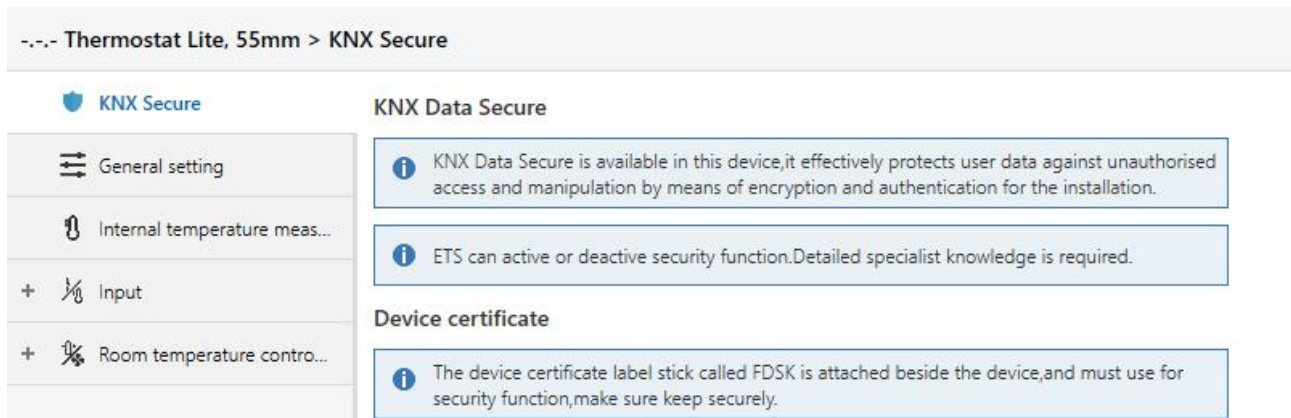 -.-.- Thermostat Lite, 55mm > KNX Secure
KNX Secure
General setting
Internal temperature meas...
+ Input
+ Room temperature contro...
KNX Data Secure
KNX Data Secure is available in this device,it effectively protects user data against unauthorised
access and manipulation by means of encryption and authentication for the installation.
ETS can active or deactive security function.Detailed specialist knowledge is required.
Device certificate
The device certificate label stick called FDSK is attached beside the device,and must use for
security function,make sure keep securely.